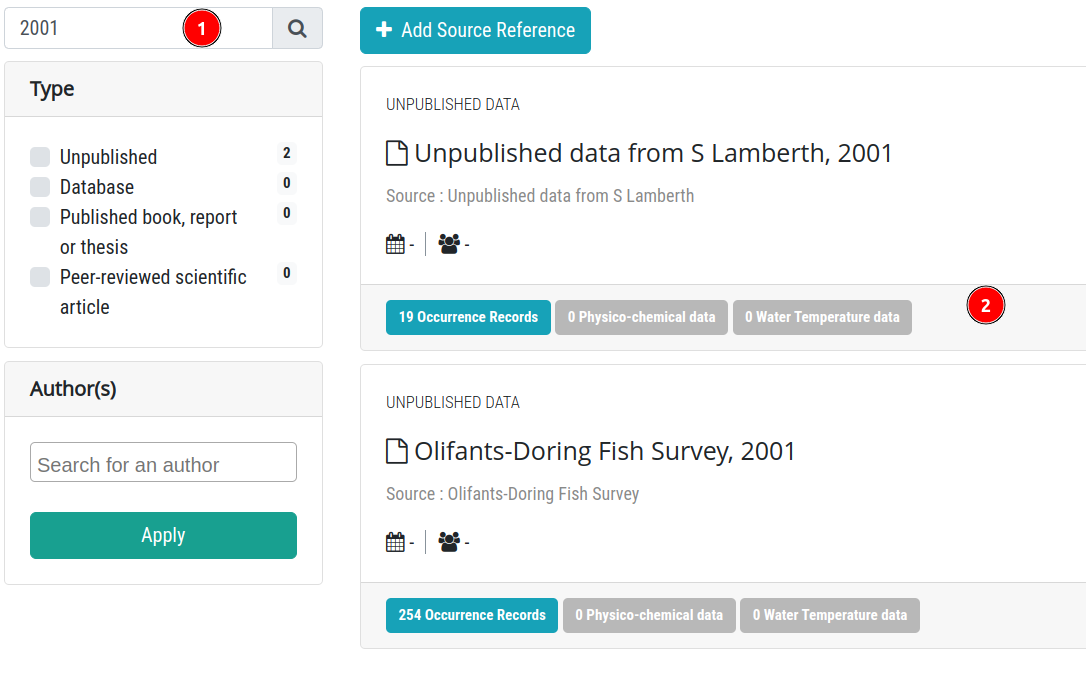 2001
1
Type
Unpublished 2
Database 0
Published book, report 0
or thesis
Peer-reviewed scientific 0
article
Author(s)
Search for an author
Apply
Add Source Reference
UNPUBLISHED DATA
Unpublished data from S Lamberth, 2001
Source : Unpublished data from S Lamberth
- -
19 Occurrence Records 0 Physico-chemical data 0 Water Temperature data
2
UNPUBLISHED DATA
Olifants-Doring Fish Survey, 2001
Source : Olifants-Doring Fish Survey
- -
254 Occurrence Records 0 Physico-chemical data 0 Water Temperature data